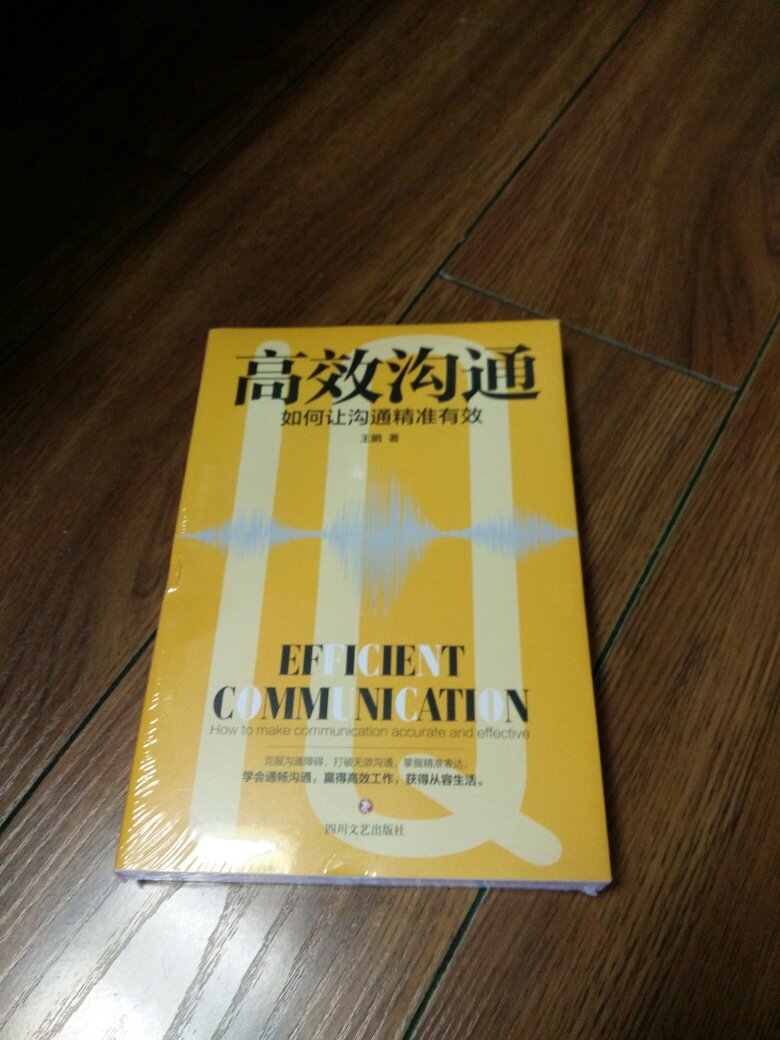 高效沟通
如何让沟通精准有效
王鹏 著
IQ
EFFICIENT
COMMUNICATION
How to make communication accurate and effective
克服沟通障碍，打破无效沟通，掌握精准表达；
学会通畅沟通，赢得高效工作，获得从容生活。
四川文艺出版社